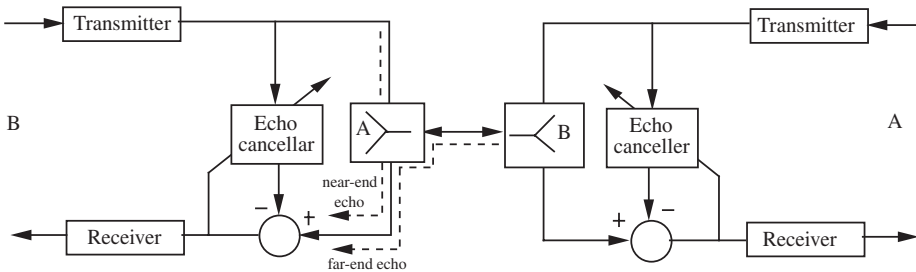 Transmitter
Transmitter
B
Echo
cancellar
A
B
Echo
canceller
A
near-end
echo
−
+
+
−
Receiver
far-end echo
Receiver